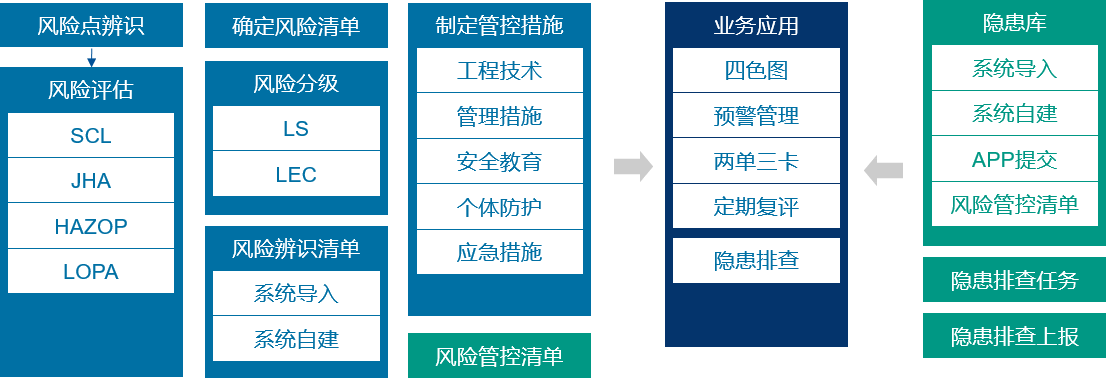 风险点辨识
风险评估
SCL
JHA
HAZOP
LOPA
确定风险清单
风险分级
LS
LEC
风险辨识清单
系统导入
系统自建
制定管控措施
工程技术
管理措施
安全教育
个体防护
应急措施
风险管控清单
业务应用
四色图
预警管理
两单三卡
定期复评
隐患排查
隐患库
系统导入
系统自建
APP提交
风险管控清单
隐患排查任务
隐患排查上报